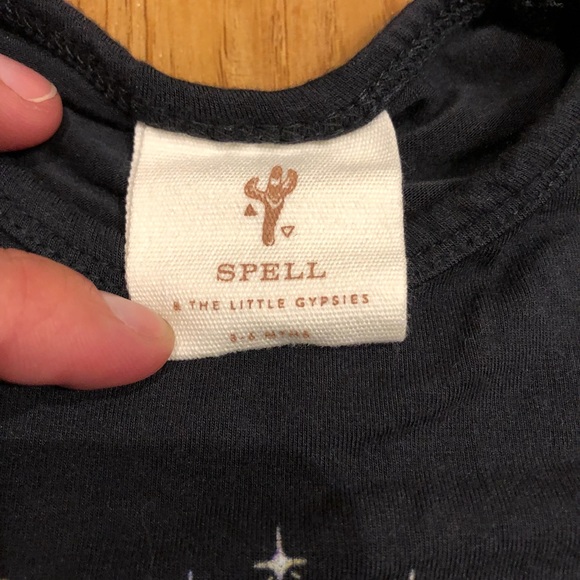 SPELL
& THE LITTLE GYPSIES
3-6 MTHS